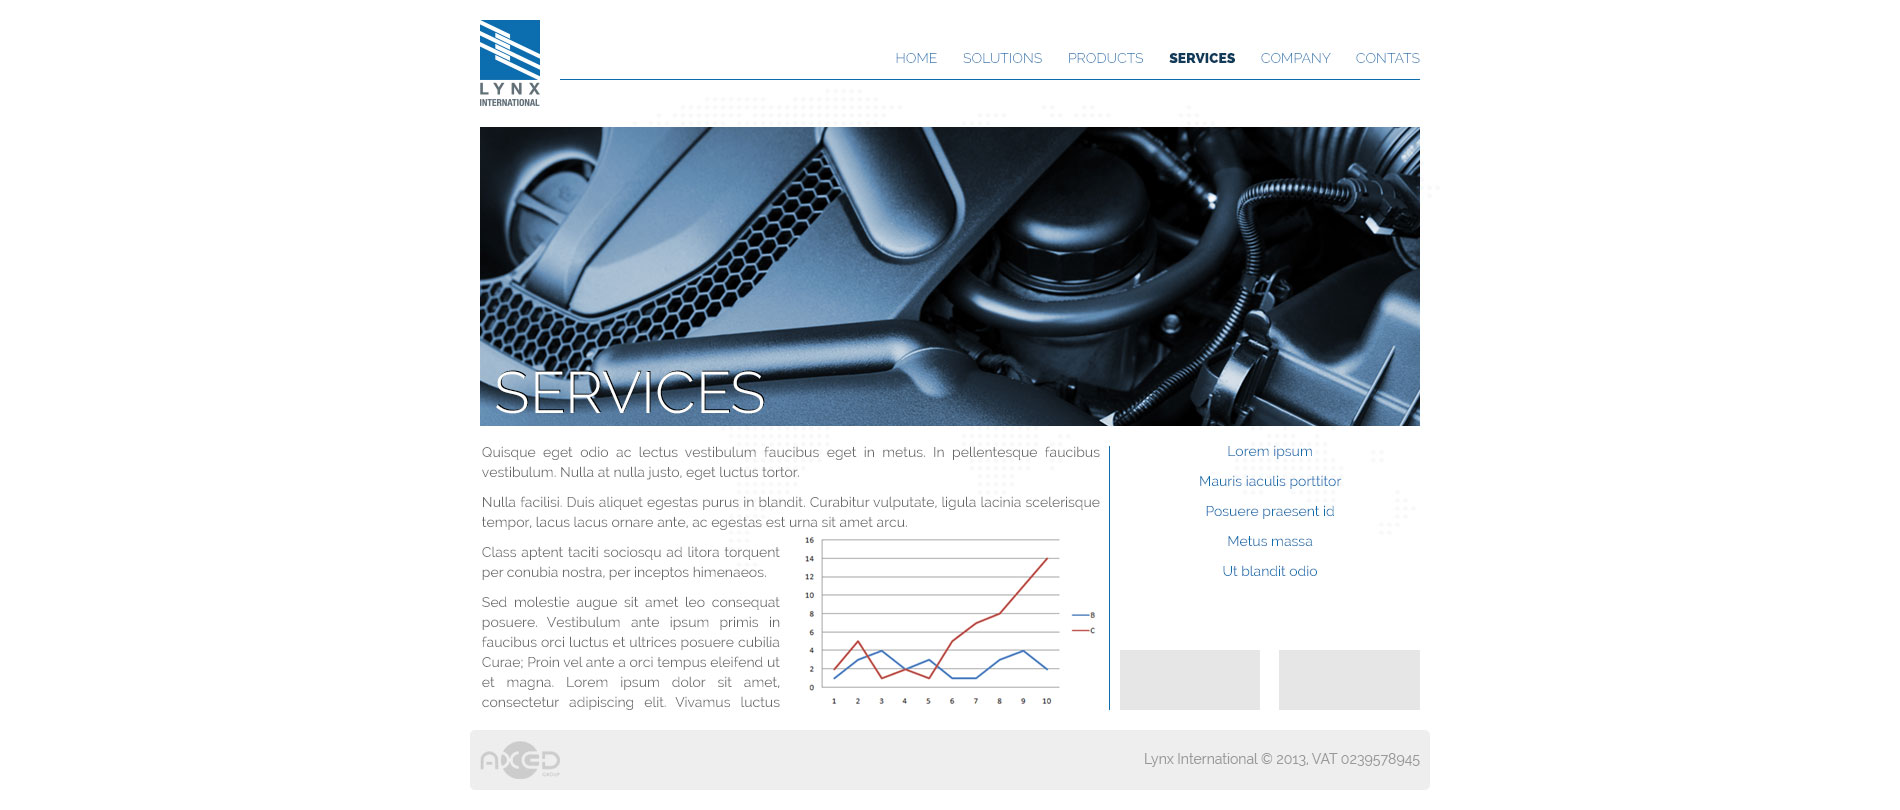 LYNX
INTERNATIONAL
HOME SOLUTIONS PRODUCTS SERVICES COMPANY CONTATS
SERVICES
Quisque eget odio ac lectus vestibulum faucibus eget in metus. In pellentesque faucibus
vestibulum. Nulla at nulla justo, eget luctus tortor.
Nulla facilisi. Duis aliquet egestas purus in blandit. Curabitur vulputate, ligula lacinia scelerisque
tempor, lacus lacus ornare ante, ac egestas est urna sit amet arcu.
Class aptent taciti sociosqu ad litora torquent
per conubia nostra, per inceptos himenaeos.
Sed molestie augue sit amet leo consequat
posuere. Vestibulum ante ipsum primis in
faucibus orci luctus et ultrices posuere cubilia
Curae; Proin vel ante a orci tempus eleifend ut
et magna. Lorem ipsum dolor sit amet,
consectetur adipiscing elit. Vivamus luctus
16
14
12
10
8
6
4
2
0
1 2 3 4 5 6 7 8 9 10
B
C
Lorem ipsum
Mauris iaculis porttitor
Posuere praesent id
Metus massa
Ut blandit odio
AXED
GROUP
Lynx International © 2013, VAT 0239578945